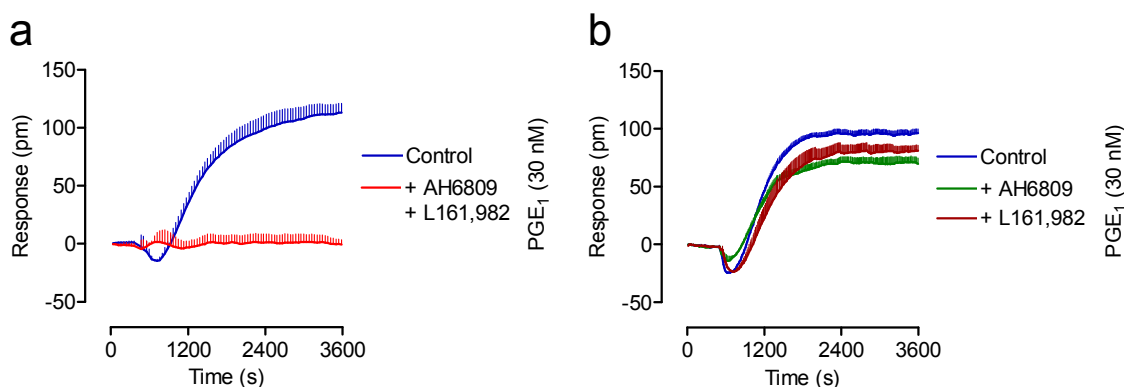 a
150
100
50
0
-50
Response (pm)
0 1200 2400 3600
Time (s)
Control
+ AH6809
+ L161,982
PGE₁ (30 nM)
b
150
100
50
0
-50
Response (pm)
0 1200 2400 3600
Time (s)
Control
+ AH6809
+ L161,982
PGE₁ (30 nM)